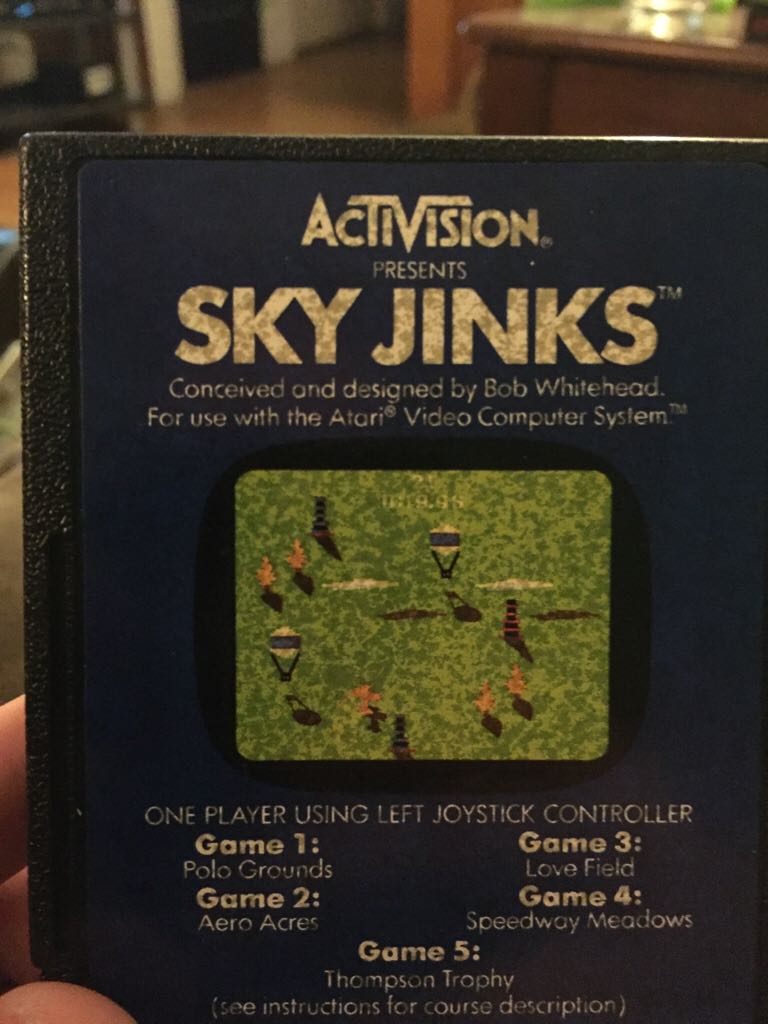 ACTIVISION®
PRESENTS
SKY JINKS™
Conceived and designed by Bob Whitehead.
For use with the Atari® Video Computer System.™
ONE PLAYER USING LEFT JOYSTICK CONTROLLER
Game 1:
Polo Grounds
Game 2:
Aero Acres
Game 3:
Love Field
Game 4:
Speedway Meadows
Game 5:
Thompson Trophy
(see instructions for course description)